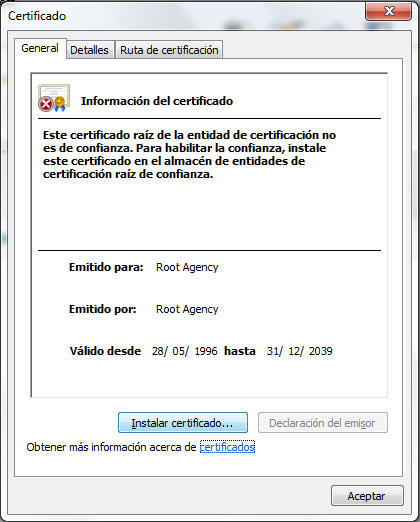 Certificado
General
Detalles
Ruta de certificación
Información del certificado
Este certificado raíz de la entidad de certificación no
es de confianza. Para habilitar la confianza, instale
este certificado en el almacén de entidades de
certificación raíz de confianza.
Emitido para: Root Agency
Emitido por: Root Agency
Válido desde 28/ 05/ 1996 hasta 31/ 12/ 2039
Instalar certificado...
Declaración del emisor
Obtener más información acerca de certificados
Aceptar